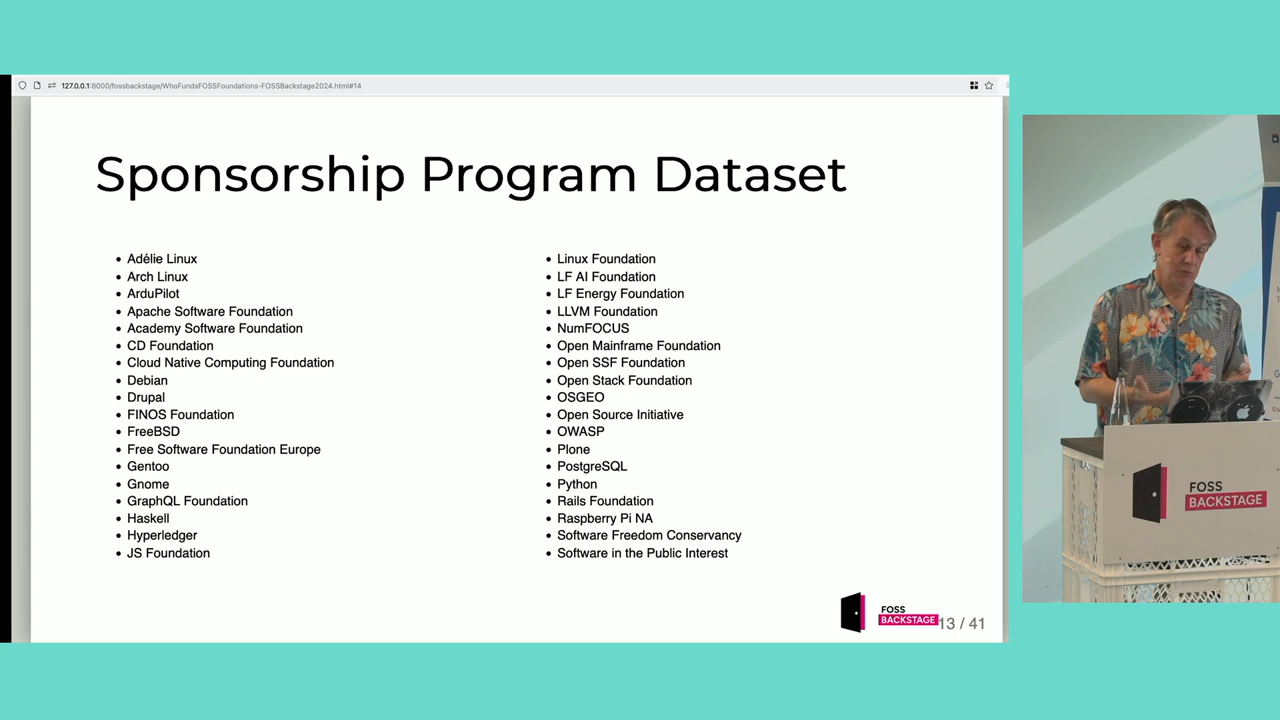 127.0.0.1:8000/fossbackstage/WhoFundsFOSSFoundations-FOSSBackstage2024.html#14
Sponsorship Program Dataset
Adélie Linux
Arch Linux
ArduPilot
Apache Software Foundation
Academy Software Foundation
CD Foundation
Cloud Native Computing Foundation
Debian
Drupal
FINOS Foundation
FreeBSD
Free Software Foundation Europe
Gentoo
Gnome
GraphQL Foundation
Haskell
Hyperledger
JS Foundation
Linux Foundation
LF AI Foundation
LF Energy Foundation
LLVM Foundation
NumFOCUS
Open Mainframe Foundation
Open SSF Foundation
Open Stack Foundation
OSGEO
Open Source Initiative
OWASP
Plone
PostgreSQL
Python
Rails Foundation
Raspberry Pi NA
Software Freedom Conservancy
Software in the Public Interest
FOSS
BACKSTAGE
13 / 41
FOSS
BACKSTAGE